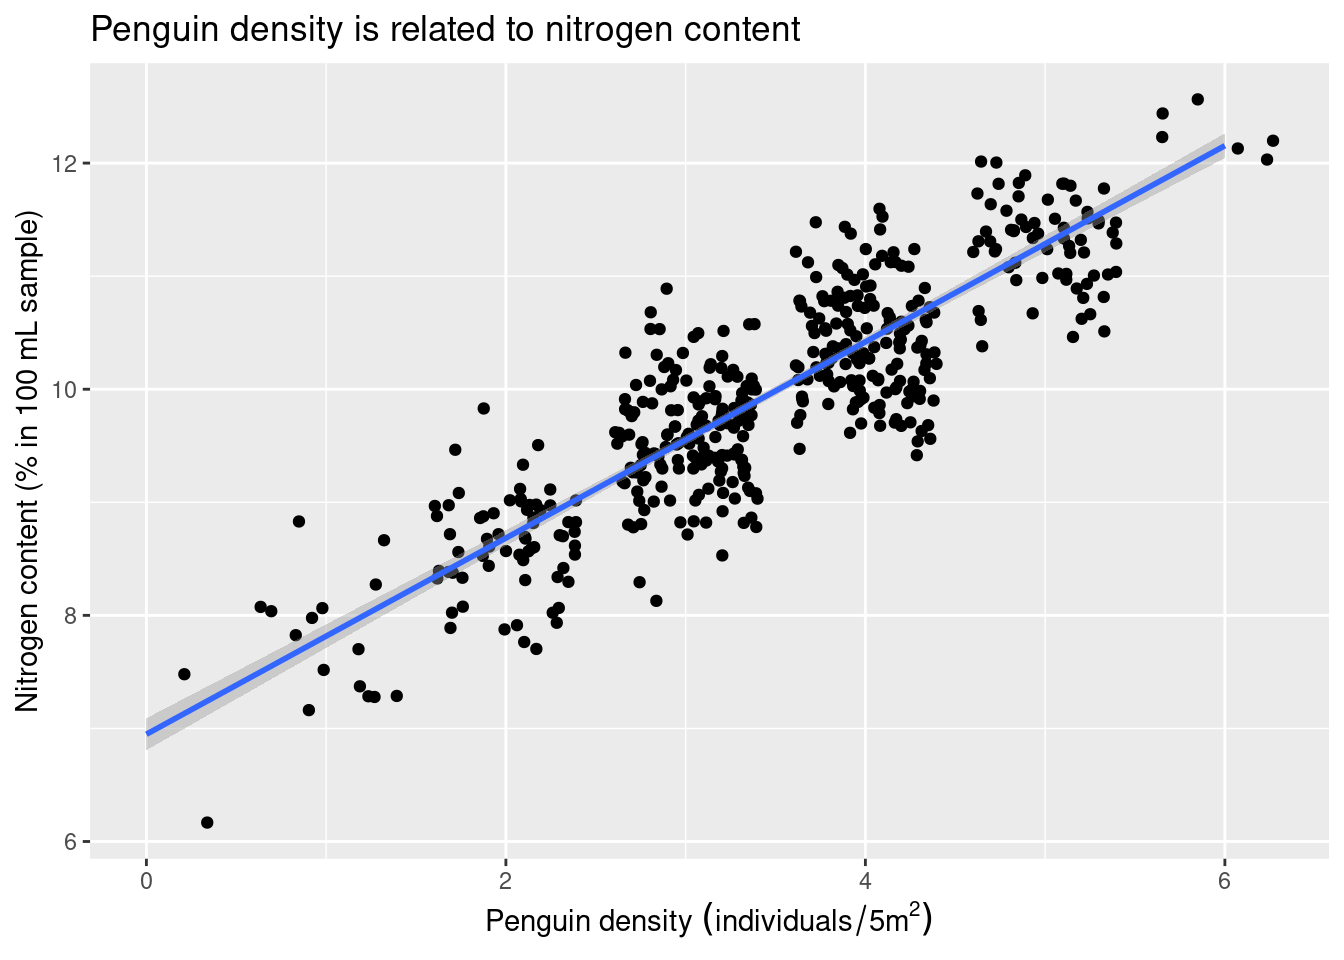 Penguin density is related to nitrogen content
Nitrogen content (% in 100 mL sample)
12
10
8
6
0 2 4 6
Penguin density (individuals/5m²)